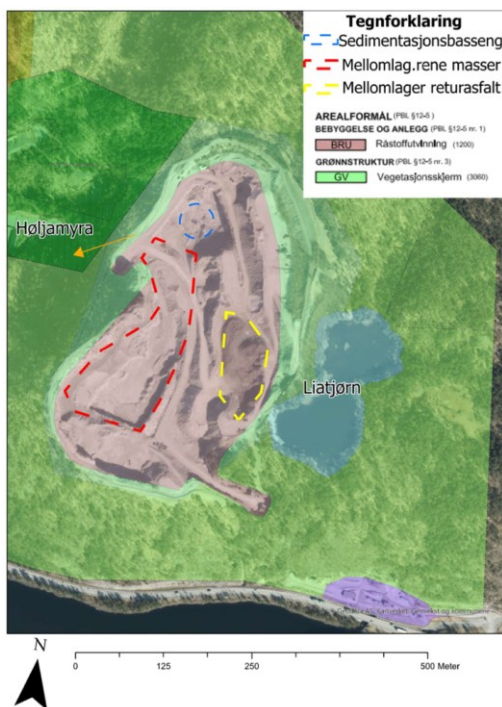 Tegnforklaring
Sedimentasjonsbasseng
Mellomlag.rene masser
Mellomlager returasfalt
AREALFORMÅL (PBL §12-5 )
BEBYGGELSE OG ANLEGG (PBL §12-5 nr. 1)
BRU Råstoffutvinning (1200)
GRØNNSTRUKTUR (PBL §12-5 nr. 3)
GV Vegetasjonsskjerm (3060)
Høljamyra
Liatjørn
N
0 125 250 500 Meter